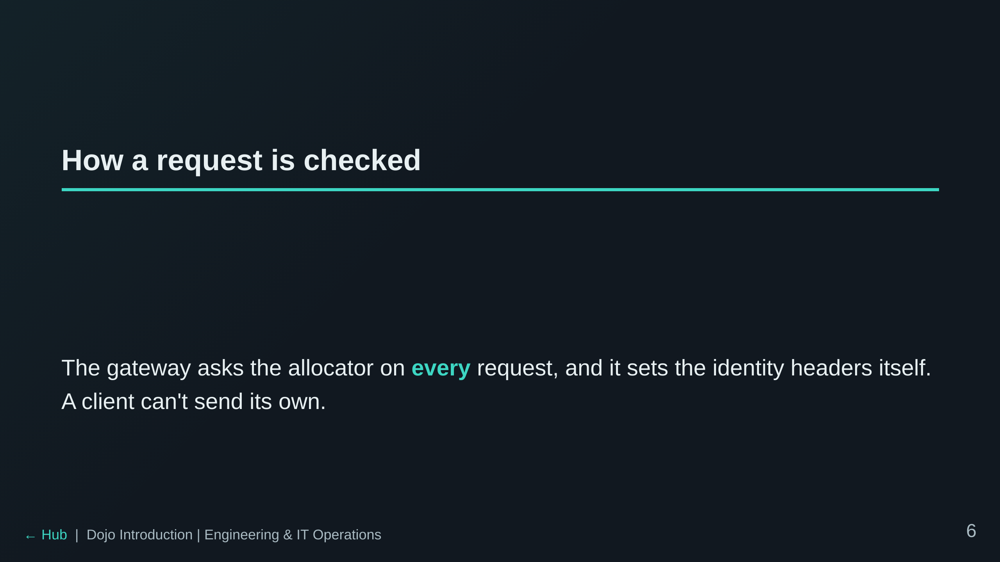 How a request is checked
The gateway asks the allocator on every request, and it sets the identity headers itself.
A client can't send its own.
← Hub | Dojo Introduction | Engineering & IT Operations
6